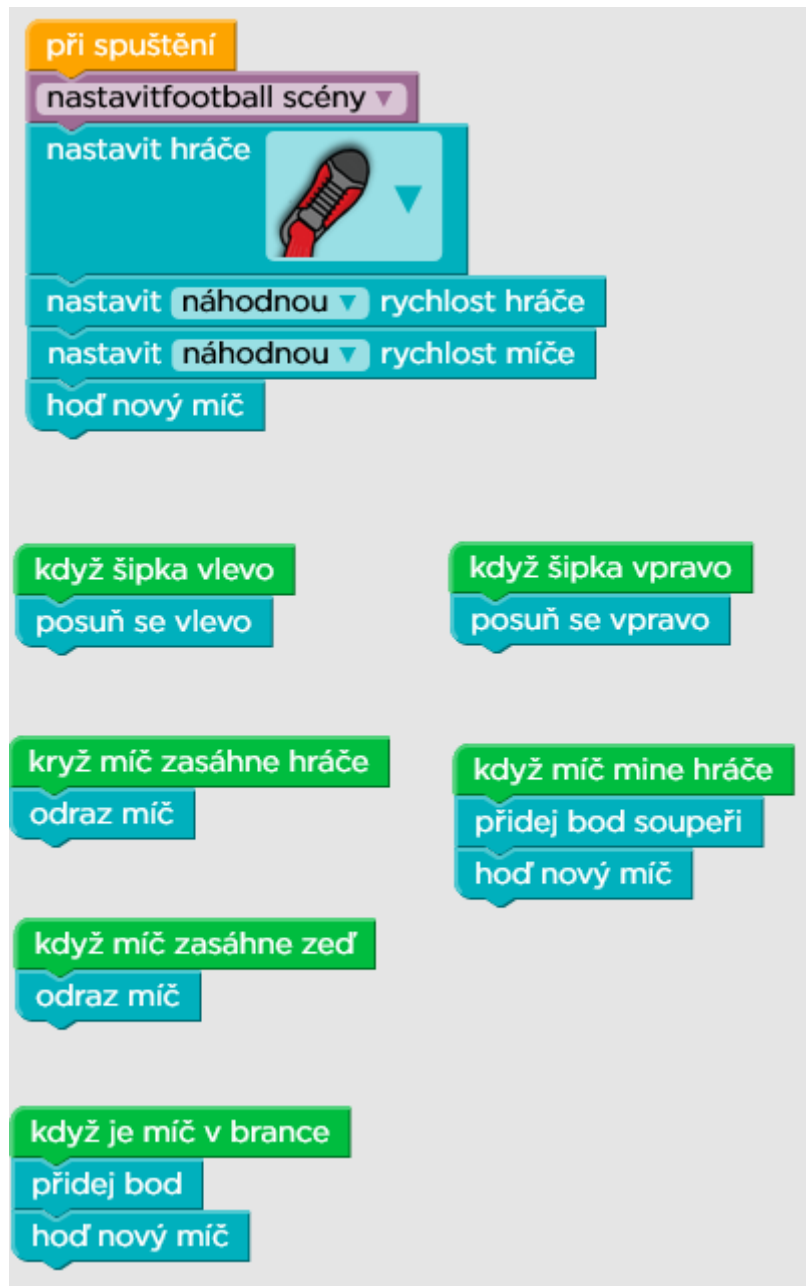 při spuštění
nastavitfootball scény
nastavit hráče
nastavit náhodnou rychlost hráče
nastavit náhodnou rychlost míče
hoď nový míč
když šipka vlevo
posuň se vlevo
když šipka vpravo
posuň se vpravo
kryž míč zasáhne hráče
odraz míč
když míč mine hráče
přidej bod soupeři
hoď nový míč
když míč zasáhne zeď
odraz míč
když je míč v brance
přidej bod
hoď nový míč